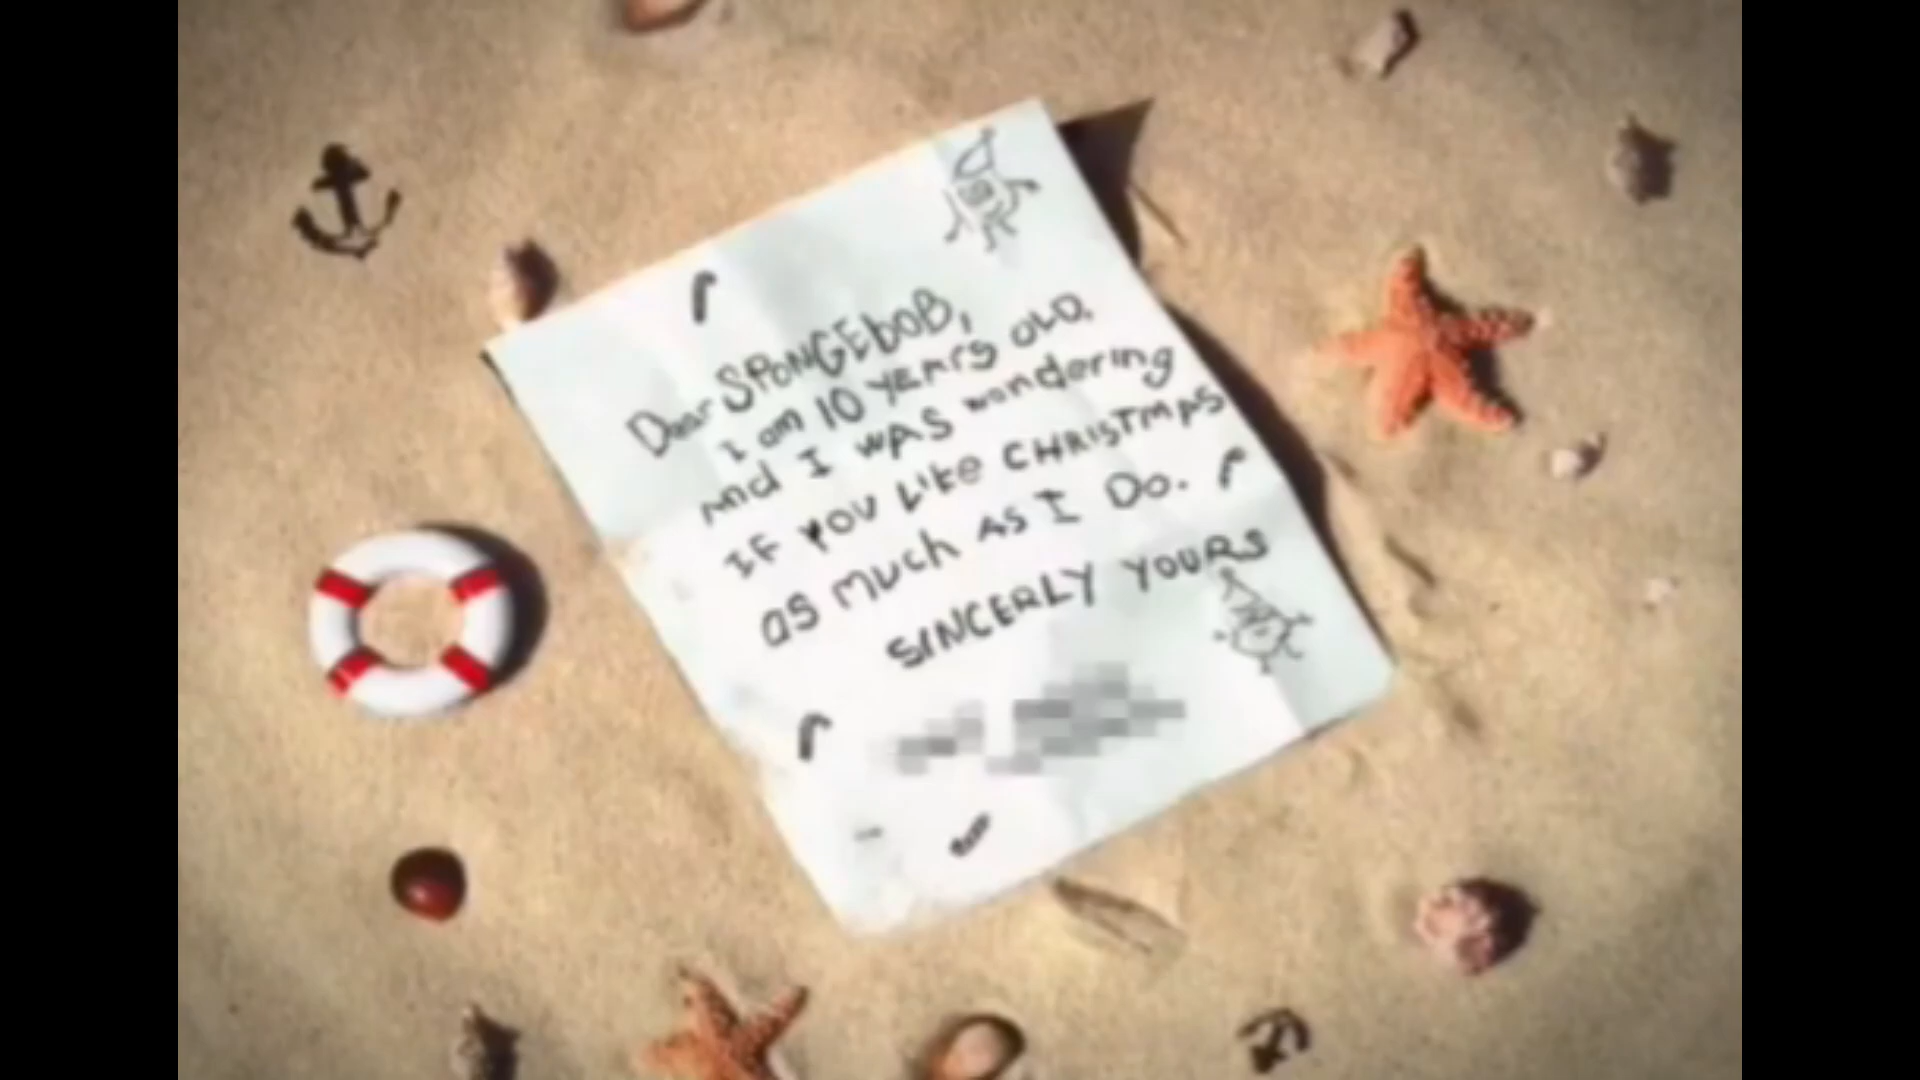 Dear SPONGEBOB,
I am 10 YEArS OLD,
And I WAS wondering
IF YOU LIKE CHRISTMAS
as much AS I DO.
SINCERLY YOURS